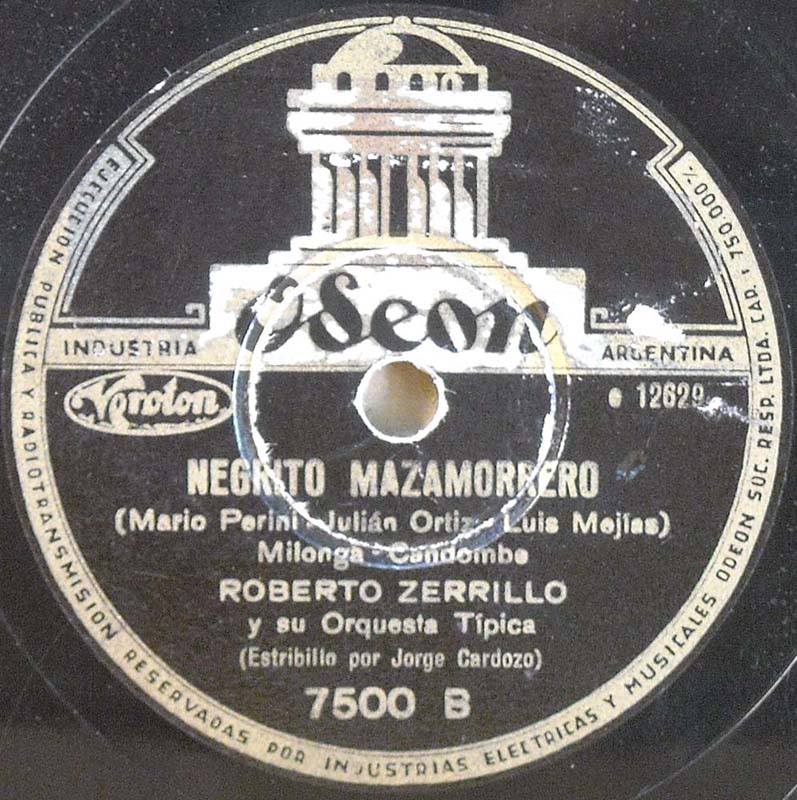 Odeon
INDUSTRIA ARGENTINA
Veroton
e 12629
NEGRITO MAZAMORRERO
(Mario Perini - Julián Ortiz - Luis Mejías)
Milonga - Candombe
ROBERTO ZERRILLO
y su Orquesta Típica
(Estribillo por Jorge Cardozo)
7500 B
EJECUCION PUBLICA Y RADIOTRANSMISION RESERVADAS POR INDUSTRIAS ELECTRICAS Y MUSICALES ODEON SOC. RESP. LTDA. CAP.: 750.000 %